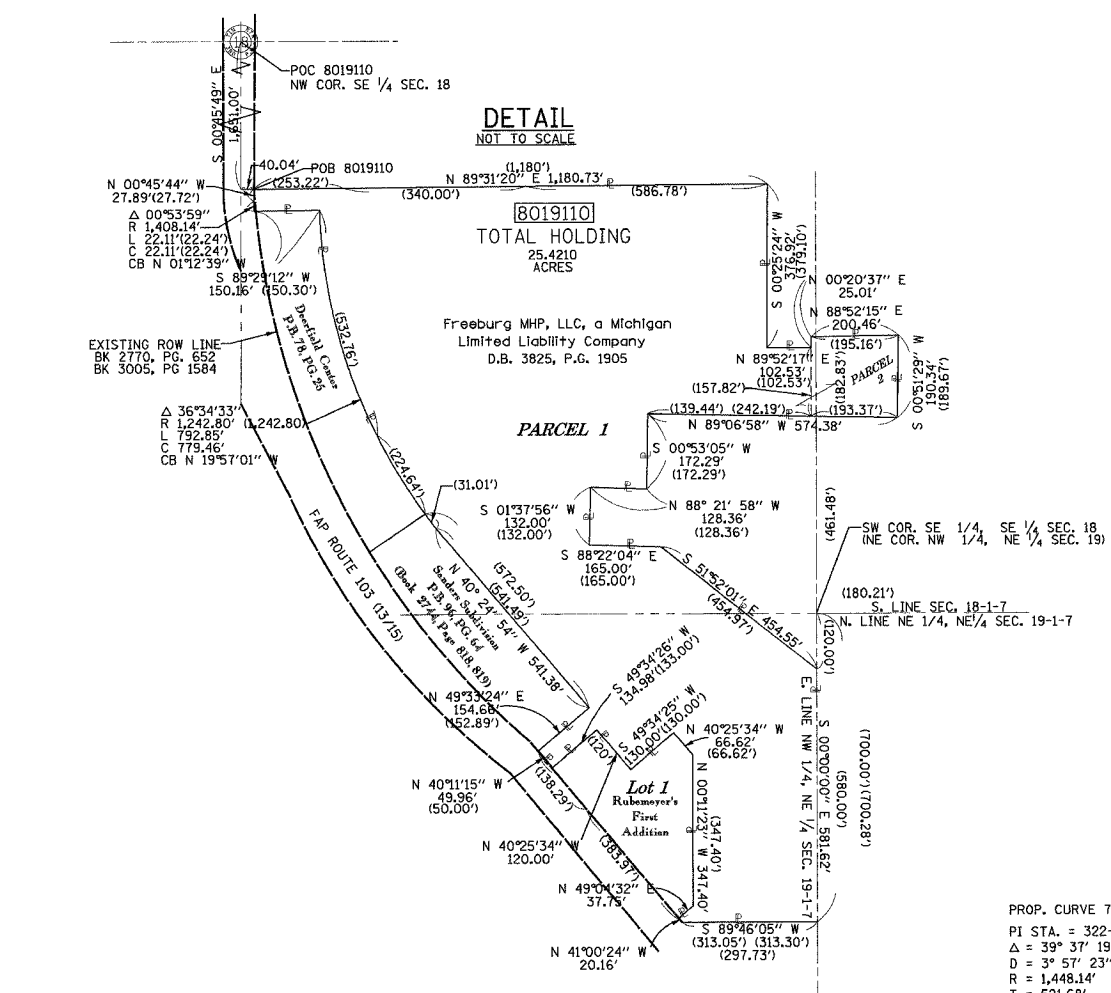 18
POC 8019110
NW COR. SE 1/4 SEC. 18
S 00°45'49" E
1,651.00'
DETAIL
NOT TO SCALE
40.04'
POB 8019110
(253.22')
(340.00')
(1,180')
N 89°31'20" E 1,180.73'
(586.78')
N 00°45'44" W
27.89'(27.72')
Δ 00°53'59"
R 1,408.14'
L 22.11'(22.24')
C 22.11'(22.24')
CB N 01°12'39" W
S 89°29'12" W
150.16' (150.30')
8019110
TOTAL HOLDING
25.4210
ACRES
S 00°25'24" W
376.92'
(379.10')
N 00°20'37" E
25.01'
N 88°52'15" E
200.46'
(195.16')
Freeburg MHP, LLC, a Michigan
Limited Liability Company
D.B. 3825, P.G. 1905
EXISTING ROW LINE
BK 2770, PG. 652
BK 3005, PG 1584
Deerfield Center
P.B. 78, PG. 25
(532.76')
N 89°52'17" E
102.53'
(102.53')
(157.82')
(182.83')
PARCEL
2
S 00°51'29" W
190.34'
(189.67')
Δ 36°34'33"
R 1,242.80' (1,242.80')
L 792.85'
C 779.46'
CB N 19°57'01" W
(139.44') (242.19')
(193.37')
N 89°06'58" W 574.38'
PARCEL 1
S 00°53'05" W
172.29'
(172.29')
(224.64')
(31.01')
S 01°37'56" W
132.00'
(132.00')
N 88° 21' 58" W
128.36'
(128.36')
(461.48')
FAP ROUTE 103 (13/15)
S 88°22'04" E
165.00'
(165.00')
S 51°52'01" E 454.55'
(454.97')
SW COR. SE 1/4, SE 1/4 SEC. 18
(NE COR. NW 1/4, NE 1/4 SEC. 19)
(572.50')
(541.49')
N 40° 24' 54" W 541.38'
Sanders Subdivision
P.B. 96, PG. 64
(Book 2744, Page 818, 819)
(180.21')
S. LINE SEC. 18-1-7
N. LINE NE 1/4, NE 1/4 SEC. 19-1-7
(120.00')
N 49°33'24" E
154.66'
(152.89')
S 49°34'26" W
134.98'(133.00')
S 49°34'25" W
130.00'(130.00')
N 40°25'34" W
66.62'
(66.62')
(120')
E. LINE NW 1/4, NE 1/4 SEC. 19-1-7
S 00°00'00" E 581.62'
(580.00')
(700.00')(700.28')
N 40°11'15" W
49.96'
(50.00')
(138.29')
Lot 1
Rubemeyer's
First
Addition
N 00°11'23" W 347.40'
(347.40')
N 40°25'34" W
120.00'
(383.97')
N 49°04'32" E
37.75'
N 41°00'24" W
20.16'
S 89°46'05" W
(313.05') (313.30')
(297.73')
PROP. CURVE 7
PI STA. = 322
Δ = 39° 37' 19
D = 3° 57' 23"
R = 1,448.14'